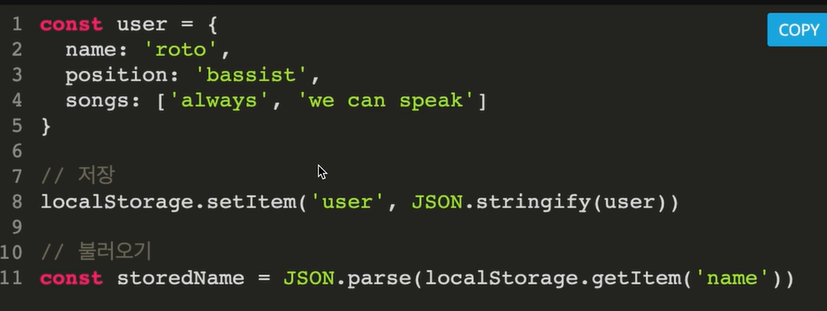 1 const user = {
COPY
2   name: 'roto',
3   position: 'bassist',
4   songs: ['always', 'we can speak']
5 }
6
7 // 저장
8 localStorage.setItem('user', JSON.stringify(user))
9
10 // 불러오기
11 const storedName = JSON.parse(localStorage.getItem('name'))